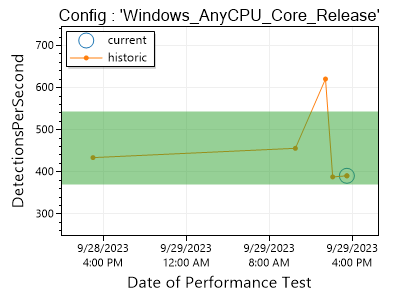 Config : 'Windows_AnyCPU_Core_Release'
current
historic
700
600
500
400
300
DetectionsPerSecond
9/28/2023 9/29/2023 9/29/2023 9/29/2023
4:00 PM 12:00 AM 8:00 AM 4:00 PM
Date of Performance Test